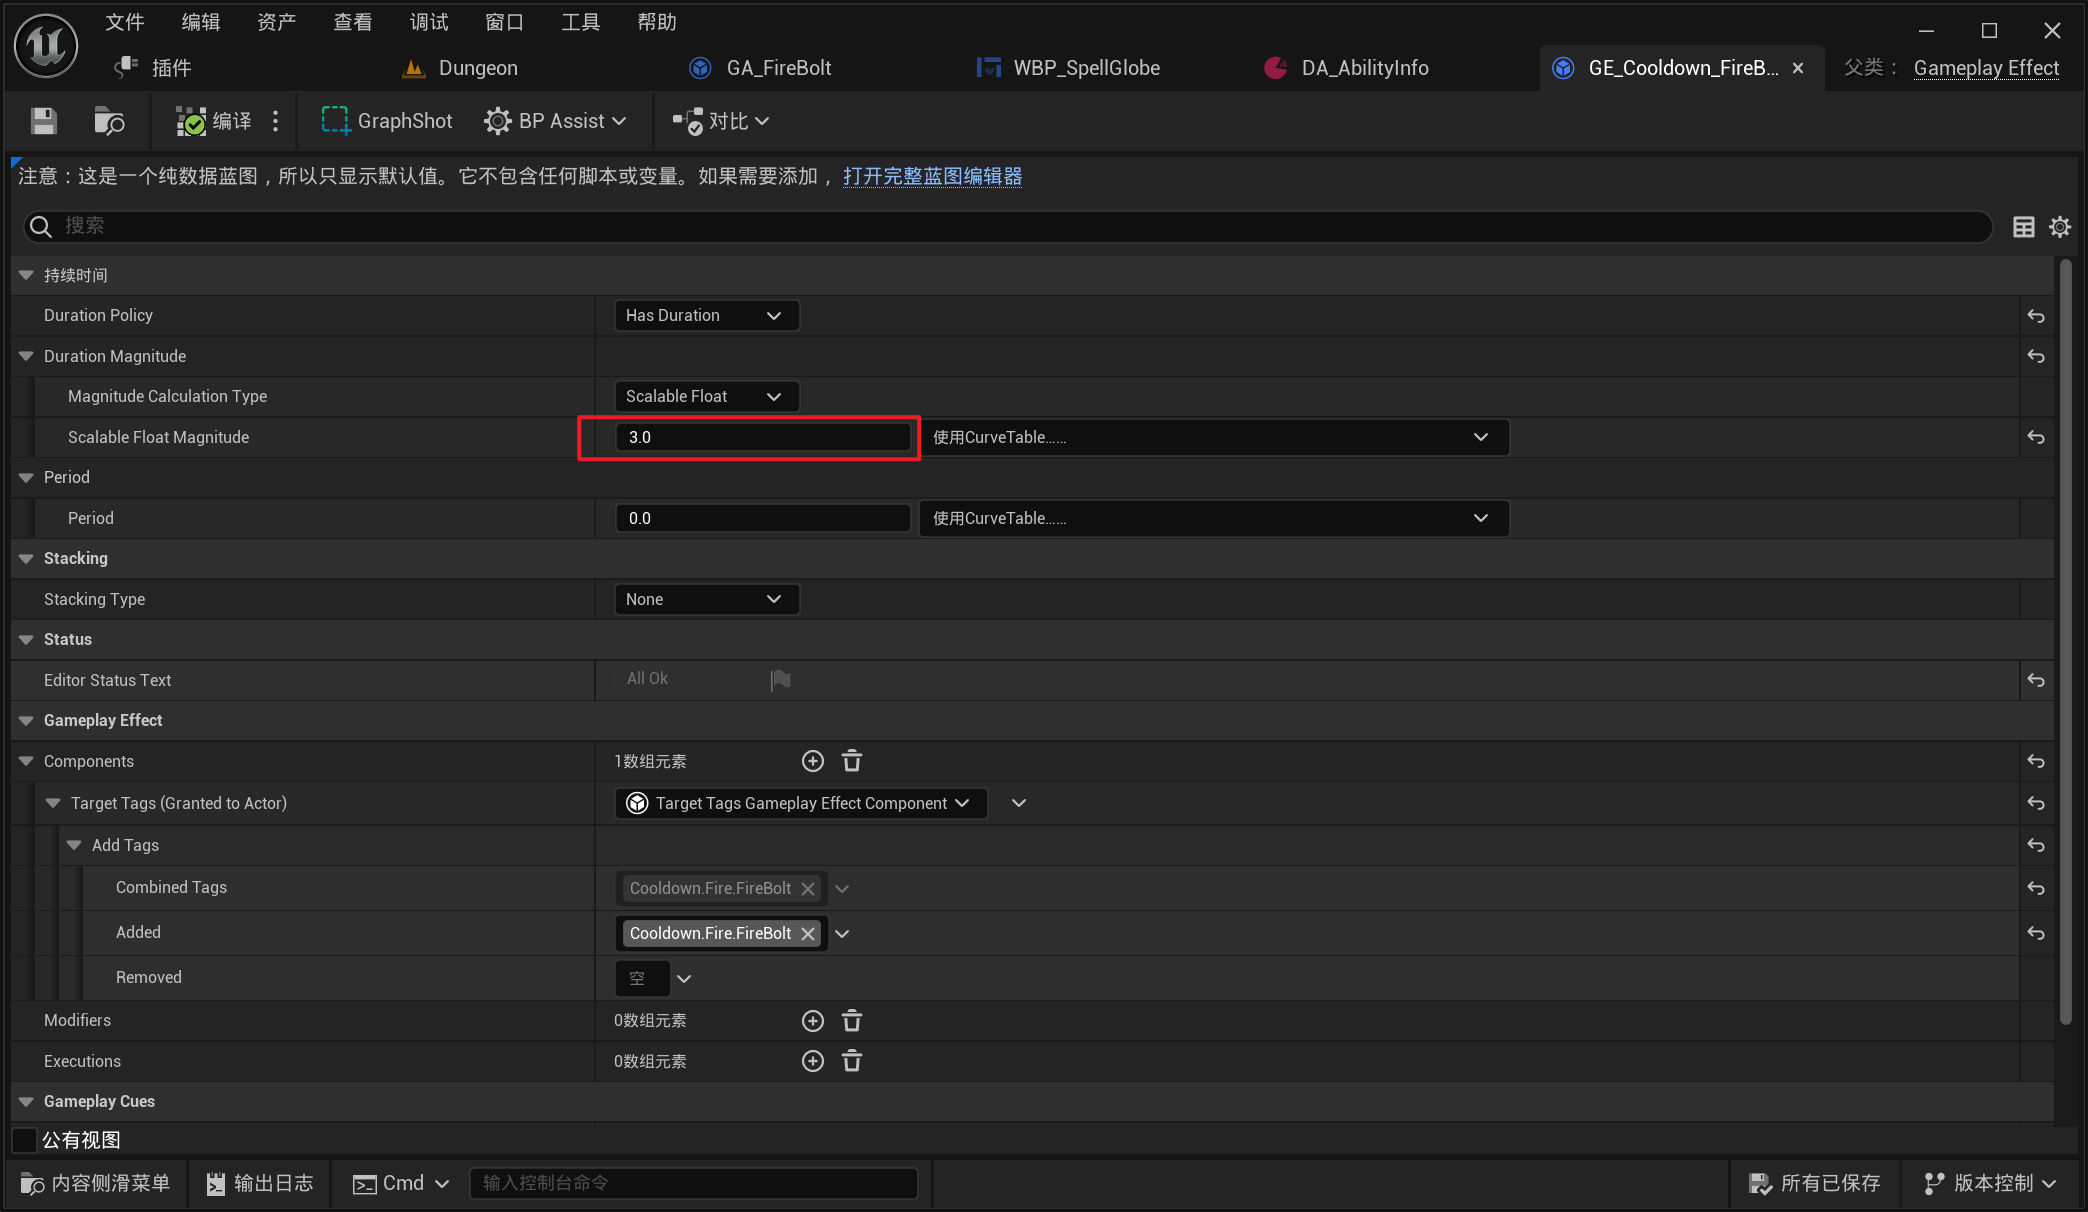 文件 编辑 资产 查看 调试 窗口 工具 帮助
插件 Dungeon GA_FireBolt WBP_SpellGlobe DA_AbilityInfo GE_Cooldown_FireB... 父类： Gameplay Effect
编译 GraphShot BP Assist 对比
注意：这是一个纯数据蓝图，所以只显示默认值。它不包含任何脚本或变量。如果需要添加， 打开完整蓝图编辑器
搜索
持续时间
Duration Policy Has Duration
Duration Magnitude
Magnitude Calculation Type Scalable Float
Scalable Float Magnitude 3.0 使用CurveTable......
Period
Period 0.0 使用CurveTable......
Stacking
Stacking Type None
Status
Editor Status Text All Ok
Gameplay Effect
Components 1数组元素
Target Tags (Granted to Actor) Target Tags Gameplay Effect Component
Add Tags
Combined Tags Cooldown.Fire.FireBolt
Added Cooldown.Fire.FireBolt
Removed 空
Modifiers 0数组元素
Executions 0数组元素
Gameplay Cues
公有视图
内容侧滑菜单 输出日志 Cmd 输入控制台命令 所有已保存 版本控制